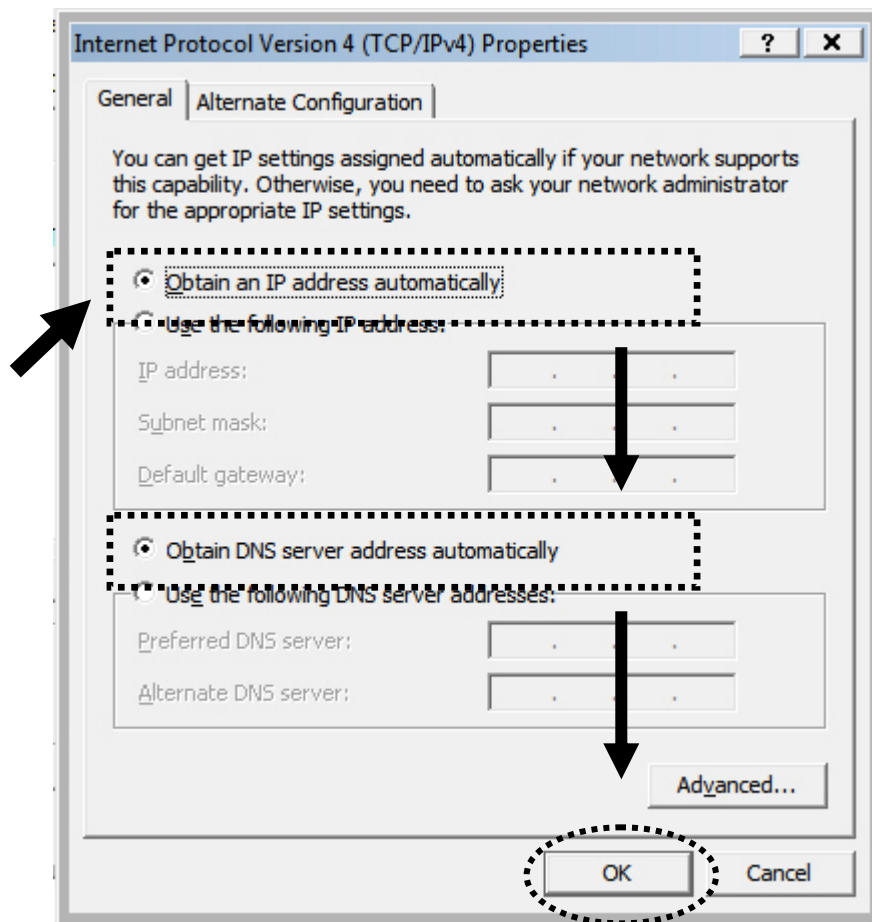 Internet Protocol Version 4 (TCP/IPv4) Properties
? X
General
Alternate Configuration
You can get IP settings assigned automatically if your network supports
this capability. Otherwise, you need to ask your network administrator
for the appropriate IP settings.
Obtain an IP address automatically
Use the following IP address:
IP address:
Subnet mask:
Default gateway:
Obtain DNS server address automatically
Use the following DNS server addresses:
Preferred DNS server:
Alternate DNS server:
Advanced...
OK
Cancel